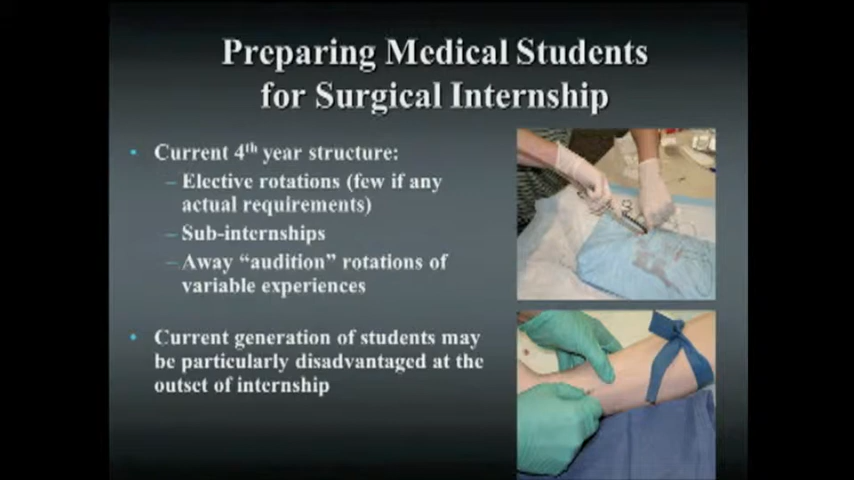 Preparing Medical Students
for Surgical Internship
• Current 4th year structure:
– Elective rotations (few if any
actual requirements)
– Sub-internships
– Away “audition” rotations of
variable experiences
• Current generation of students may
be particularly disadvantaged at the
outset of internship